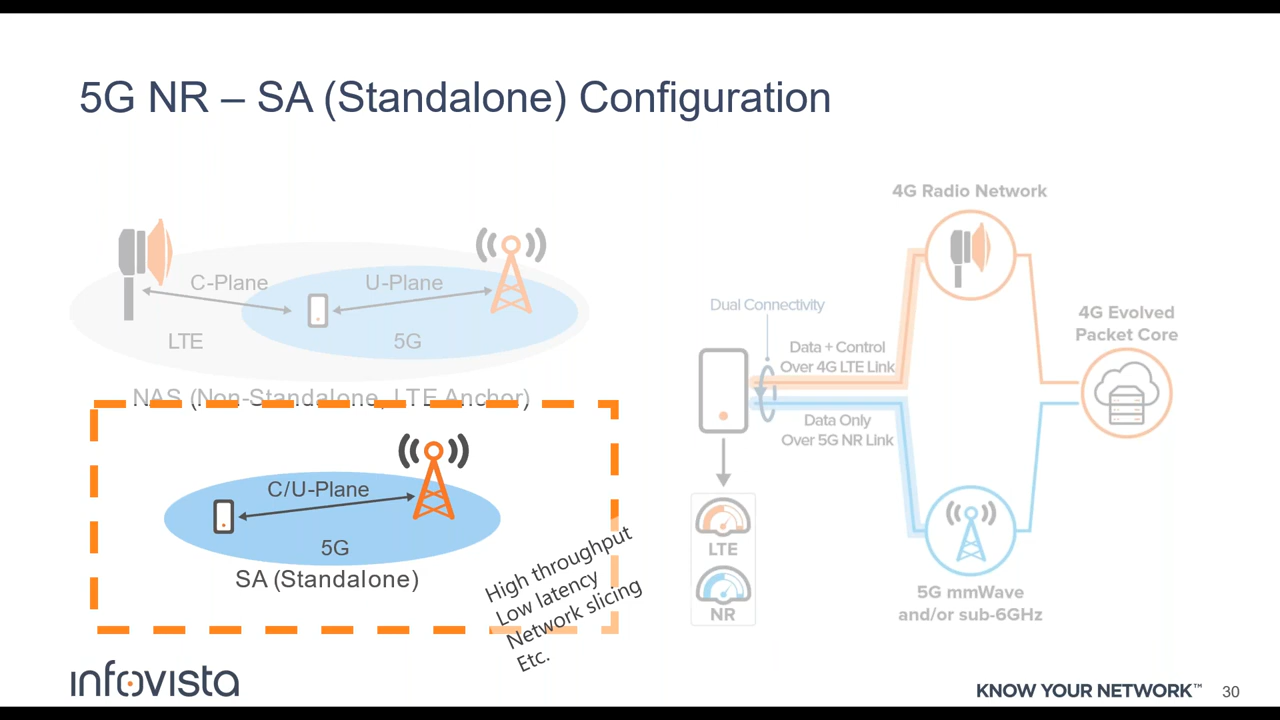 5G NR – SA (Standalone) Configuration
C-Plane
U-Plane
LTE
5G
NAS (Non-Standalone, LTE Anchor)
C/U-Plane
5G
SA (Standalone)
High throughput
Low latency
Network slicing
Etc.
4G Radio Network
Dual Connectivity
Data + Control
Over 4G LTE Link
Data Only
Over 5G NR Link
4G Evolved
Packet Core
LTE
NR
5G mmWave
and/or sub-6GHz
infovista
KNOW YOUR NETWORK™
30